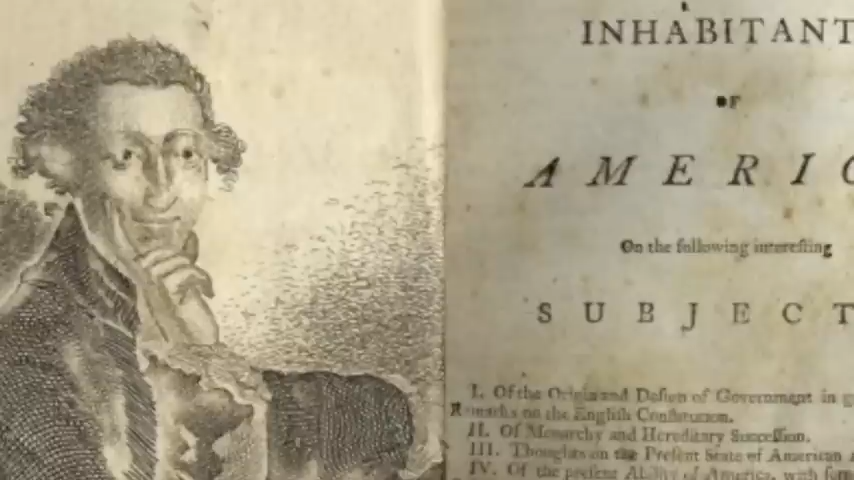 INHABITANT
OF
AMERIC
On the following intereſting
SUBJECT
I. Of the Origin and Deſign of Government in g
Remarks on the Engliſh Conſtitution.
II. Of Monarchy and Hereditary Succeſſion.
III. Thoughts on the Preſent State of American A
IV. Of the preſent Ability of America, with ſom